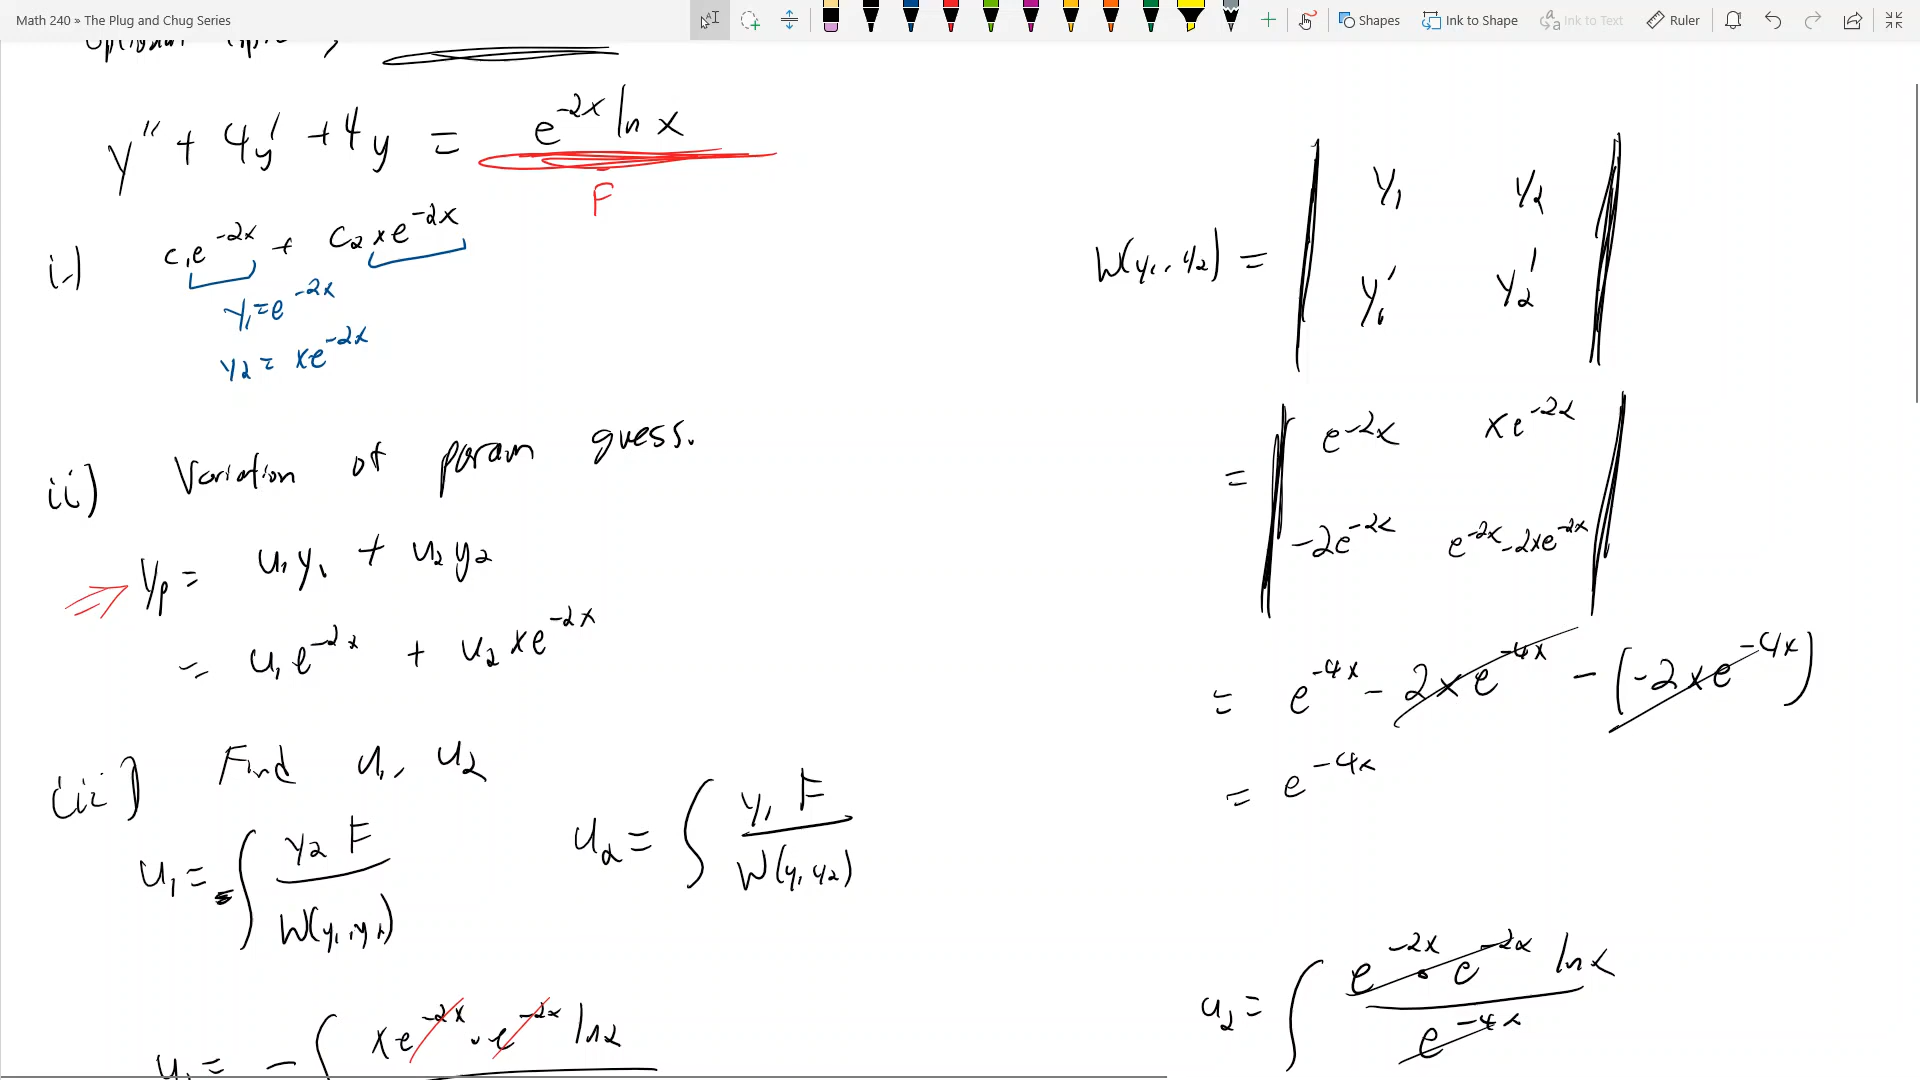 Math 240 » The Plug and Chug Series
Shapes Ink to Shape Ink to Text Ruler
y'' + 4y' + 4y = e^{-2x} ln x
F
i.) c₁e^{-2x} + c₂xe^{-2x}
y₁ = e^{-2x}
y₂ = xe^{-2x}
ii) Variation of param guess.
y_p = u₁y₁ + u₂y₂
= u₁e^{-2x} + u₂xe^{-2x}
iii) Find u₁, u₂
u₁ = -∫ y₂ F / W(y₁, y₂)
u₂ = ∫ y₁ F / W(y₁ y₂)
u₁ = -∫ xe^{-2x} · e^{-2x} ln x
W(y₁, y₂) = | y₁ y₂
y₁' y₂' |
= | e^{-2x} xe^{-2x}
-2e^{-2x} e^{-2x} - 2xe^{-2x} |
= e^{-4x} - 2xe^{-4x} - (-2xe^{-4x})
= e^{-4x}
u₂ = ∫ e^{-2x} · e^{-2x} ln x / e^{-4x}